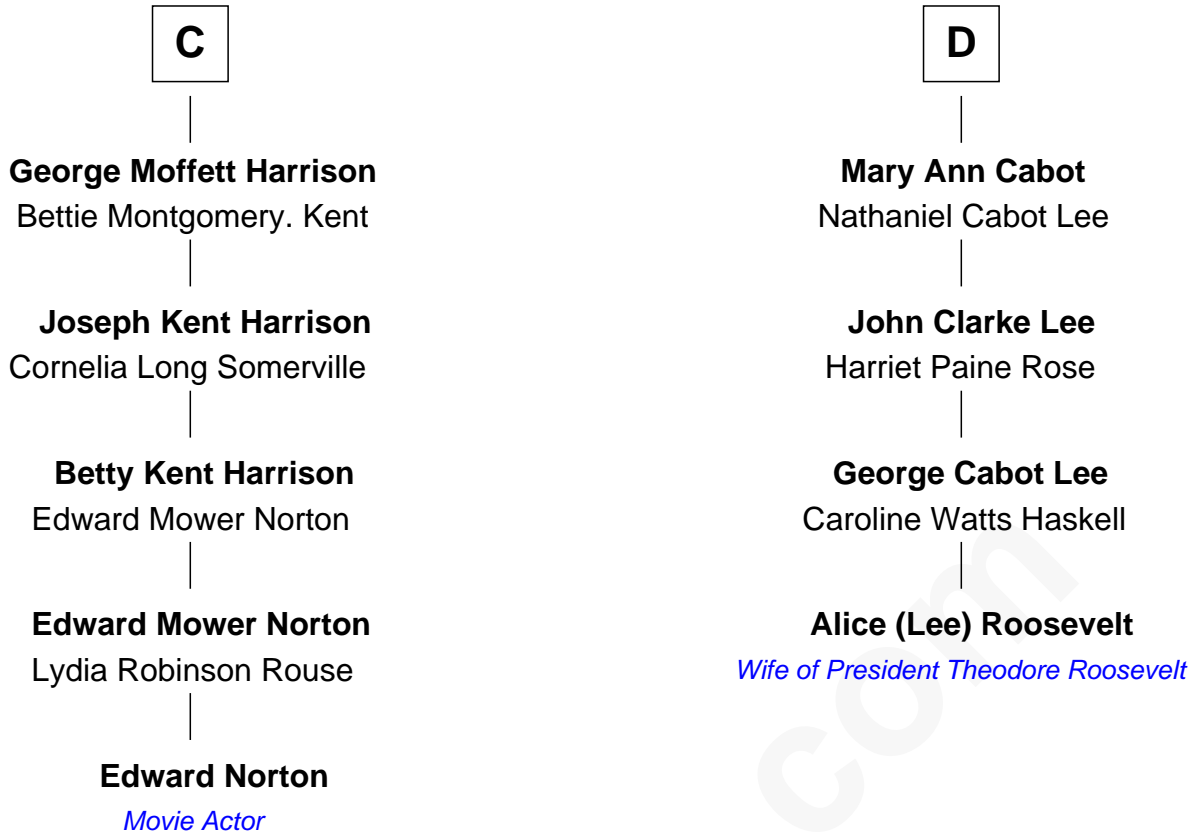 C
George Moffett Harrison
Bettie Montgomery. Kent
Joseph Kent Harrison
Cornelia Long Somerville
Betty Kent Harrison
Edward Mower Norton
Edward Mower Norton
Lydia Robinson Rouse
Edward Norton
Movie Actor
D
Mary Ann Cabot
Nathaniel Cabot Lee
John Clarke Lee
Harriet Paine Rose
George Cabot Lee
Caroline Watts Haskell
Alice (Lee) Roosevelt
Wife of President Theodore Roosevelt
com